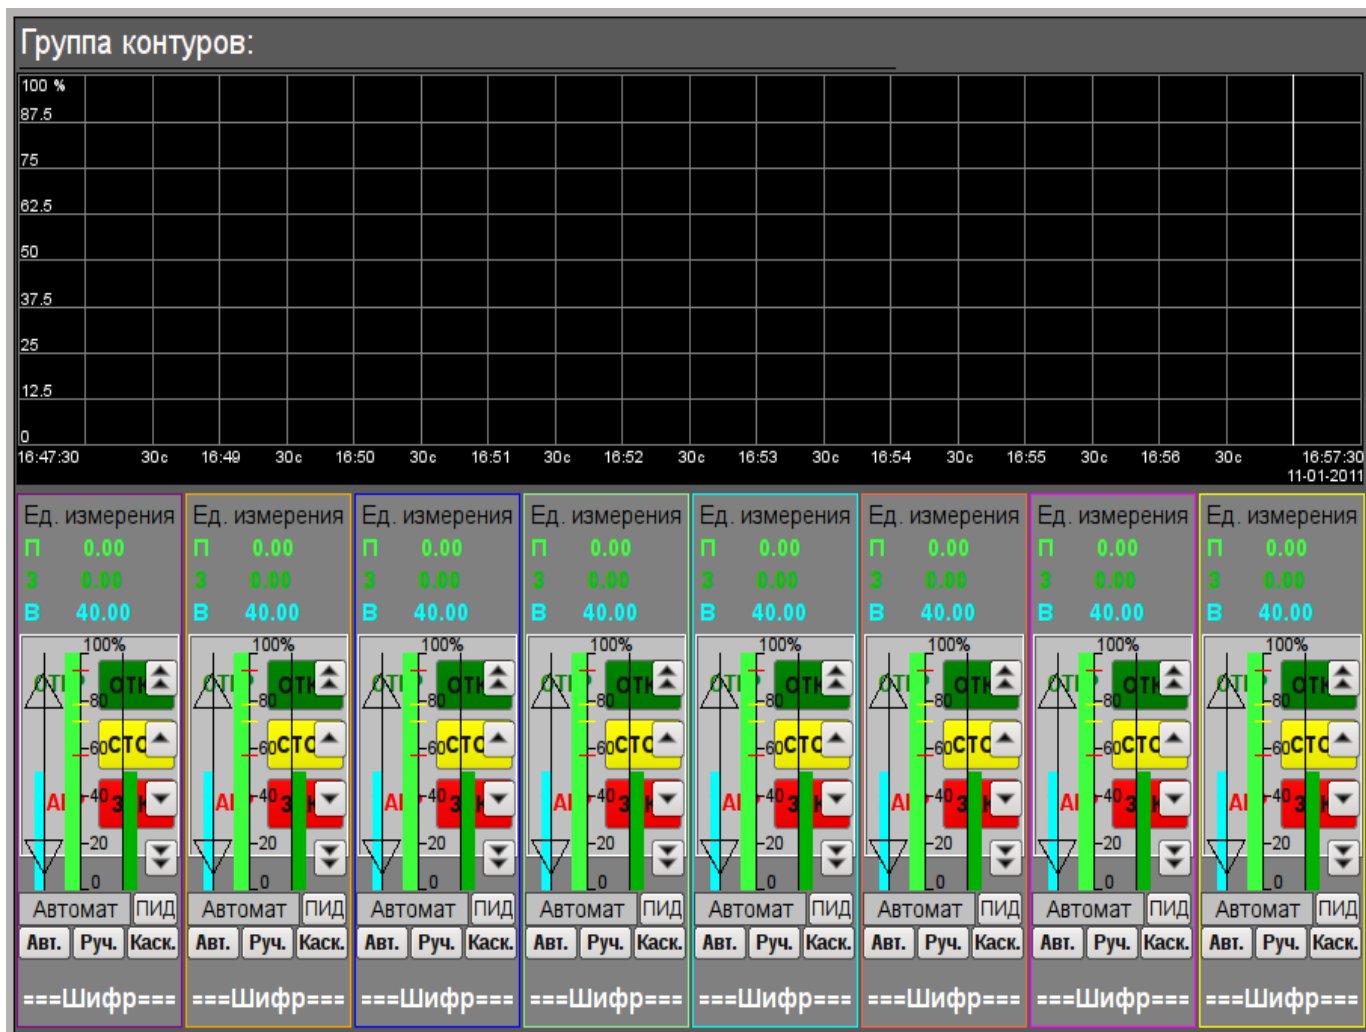 Группа контуров:
100 %
87.5
75
62.5
50
37.5
25
12.5
0
16:47:30 30с 16:49 30с 16:50 30с 16:51 30с 16:52 30с 16:53 30с 16:54 30с 16:55 30с 16:56 30с 16:57:30
11-01-2011
Ед. измерения Ед. измерения Ед. измерения Ед. измерения Ед. измерения Ед. измерения Ед. измерения Ед. измерения
П 0.00 П 0.00 П 0.00 П 0.00 П 0.00 П 0.00 П 0.00 П 0.00
З 0.00 З 0.00 З 0.00 З 0.00 З 0.00 З 0.00 З 0.00 З 0.00
В 40.00 В 40.00 В 40.00 В 40.00 В 40.00 В 40.00 В 40.00 В 40.00
100% 100% 100% 100% 100% 100% 100% 100%
80 80 80 80 80 80 80 80
60 60 60 60 60 60 60 60
40 40 40 40 40 40 40 40
20 20 20 20 20 20 20 20
0 0 0 0 0 0 0 0
Автомат ПИД Автомат ПИД Автомат ПИД Автомат ПИД Автомат ПИД Автомат ПИД Автомат ПИД Автомат ПИД
Авт. Руч. Каск. Авт. Руч. Каск. Авт. Руч. Каск. Авт. Руч. Каск. Авт. Руч. Каск. Авт. Руч. Каск. Авт. Руч. Каск. Авт. Руч. Каск.
===Шифр=== ===Шифр=== ===Шифр=== ===Шифр=== ===Шифр=== ===Шифр=== ===Шифр=== ===Шифр===